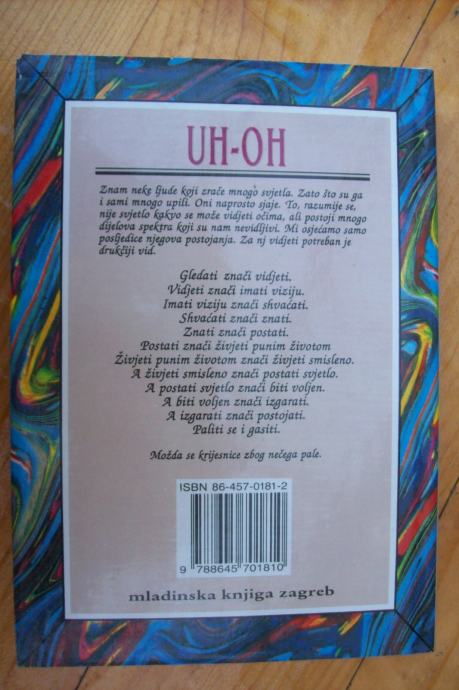 UH-OH
Znam neke ljude koji zrače mnogo svjetla. Zato što su ga
i sami mnogo upili. Oni naprosto sjaje. To, razumije se,
nije svjetlo kakvo se može vidjeti očima, ali postoji mnogo
dijelova spektra koji su nam nevidljivi. Mi osjećamo samo
posljedice njegova postojanja. Za nj vidjeti potreban je
drukčiji vid.
Gledati znači vidjeti.
Vidjeti znači imati viziju.
Imati viziju znači shvaćati.
Shvaćati znači znati.
Znati znači postati.
Postati znači živjeti punim životom
Živjeti punim životom znači živjeti smisleno.
A živjeti smisleno znači postati svjetlo.
A postati svjetlo znači biti voljen.
A biti voljen znači izgarati.
A izgarati znači postojati.
Paliti se i gasiti.
Možda se krijesnice zbog nečega pale.
ISBN 86-457-0181-2
9 788645 701810
mladinska knjiga zagreb